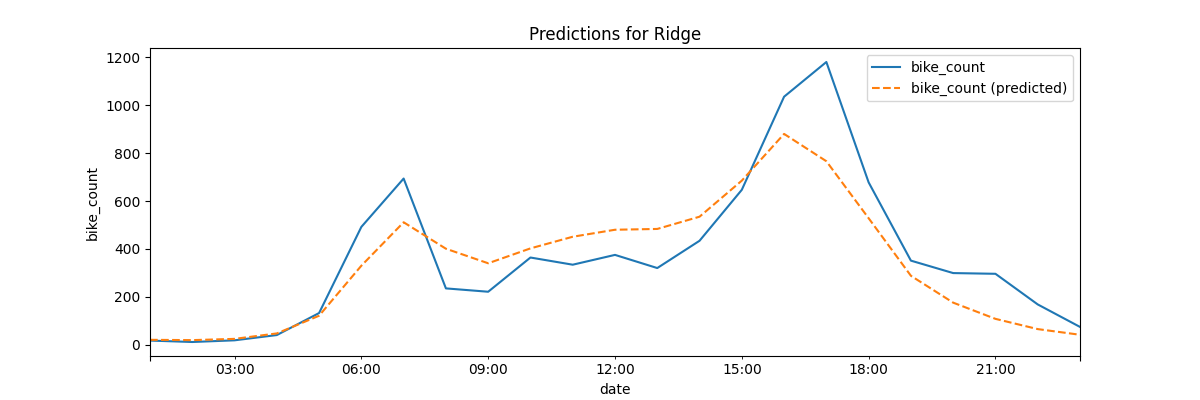 Predictions for Ridge
bike_count
bike_count (predicted)
1200
1000
800
600
400
200
0
bike_count
03:00 06:00 09:00 12:00 15:00 18:00 21:00
date